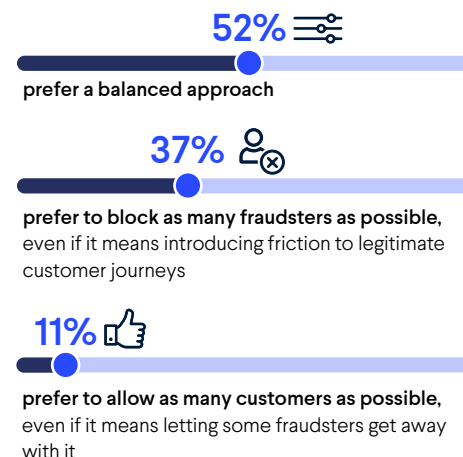 52%
prefer a balanced approach
37%
prefer to block as many fraudsters as possible,
even if it means introducing friction to legitimate
customer journeys
11%
prefer to allow as many customers as possible,
even if it means letting some fraudsters get away
with it